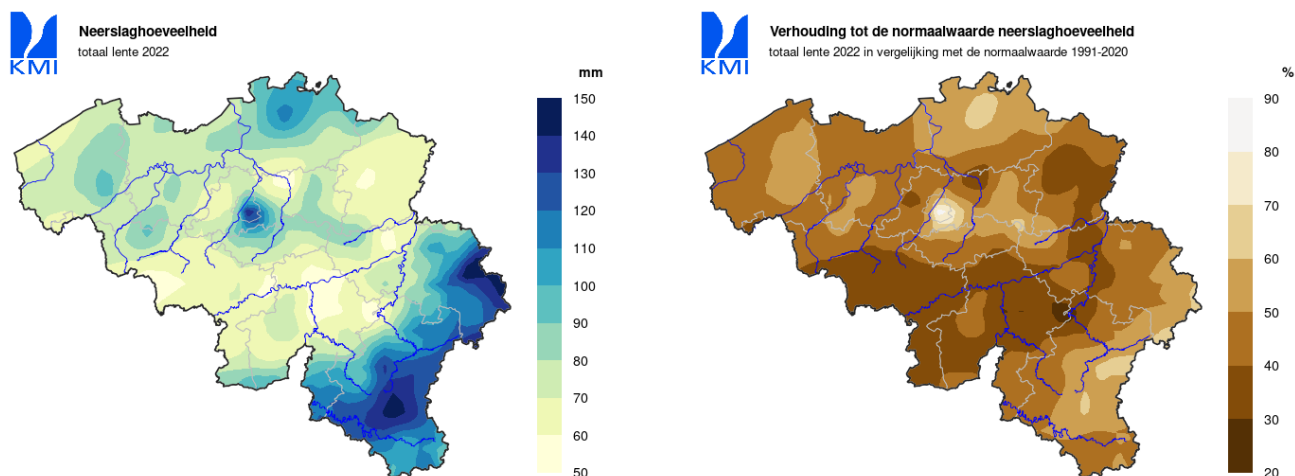 Neerslaghoeveelheid
totaal lente 2022
KMI
mm
150
140
130
120
110
100
90
80
70
60
50
Verhouding tot de normaalwaarde neerslaghoeveelheid
totaal lente 2022 in vergelijking met de normaalwaarde 1991-2020
KMI
%
90
80
70
60
50
40
30
20